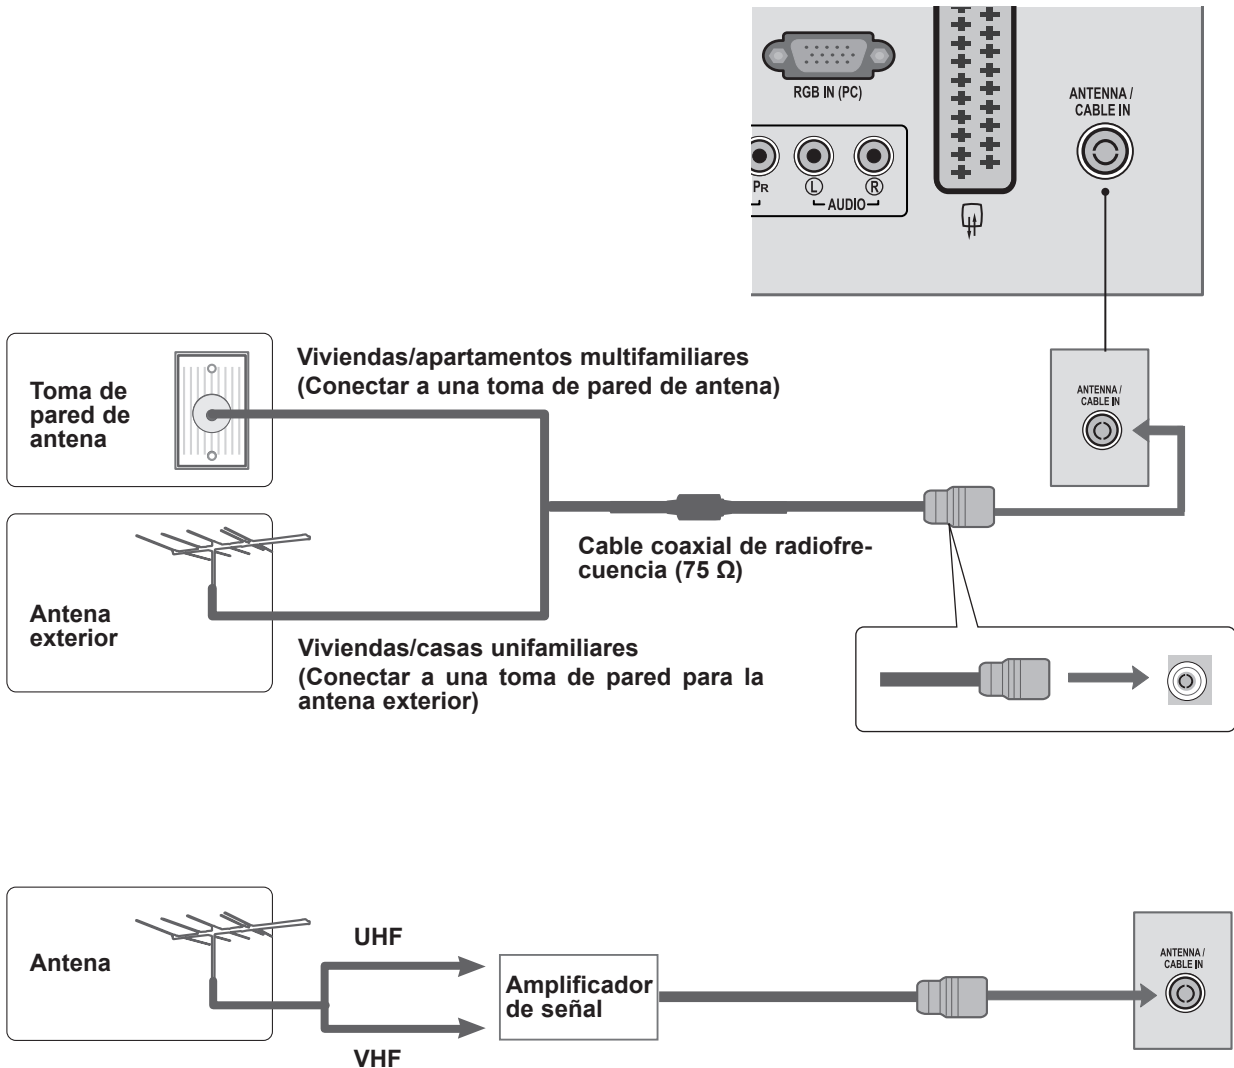 RGB IN (PC)
ANTENNA /
CABLE IN
PR
L
R
AUDIO
Toma de
pared de
antena
Viviendas/apartamentos multifamiliares
(Conectar a una toma de pared de antena)
ANTENNA /
CABLE IN
Cable coaxial de radiofre-
cuencia (75 Ω)
Antena
exterior
Viviendas/casas unifamiliares
(Conectar a una toma de pared para la
antena exterior)
Antena
UHF
VHF
Amplificador
de señal
ANTENNA /
CABLE IN